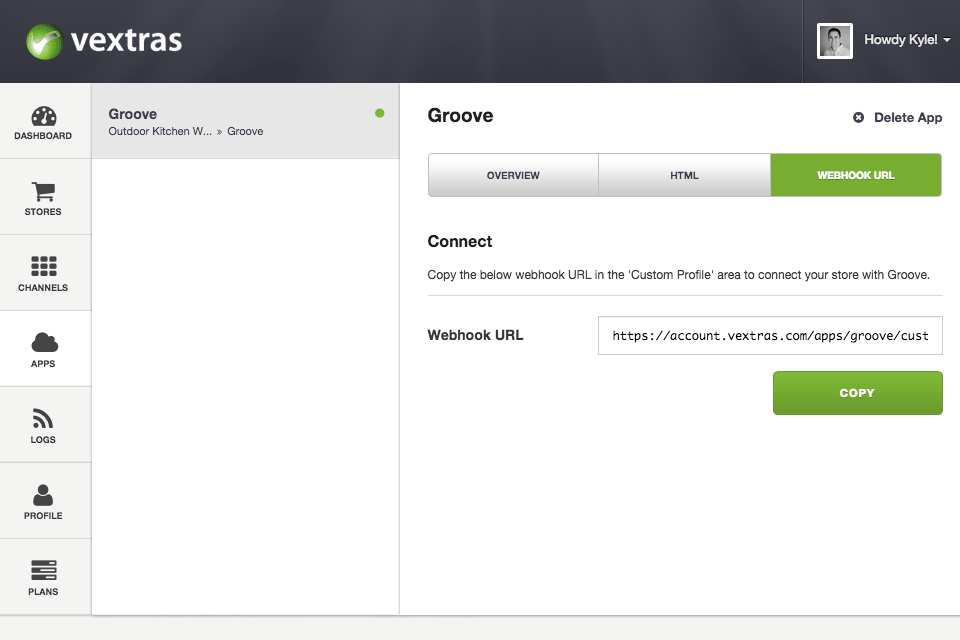 vextras
Howdy Kyle!
DASHBOARD
STORES
CHANNELS
APPS
LOGS
PROFILE
PLANS
Groove
Outdoor Kitchen W... » Groove
Groove
Delete App
OVERVIEW
HTML
WEBHOOK URL
Connect
Copy the below webhook URL in the 'Custom Profile' area to connect your store with Groove.
Webhook URL
https://account.vextras.com/apps/groove/cust
COPY